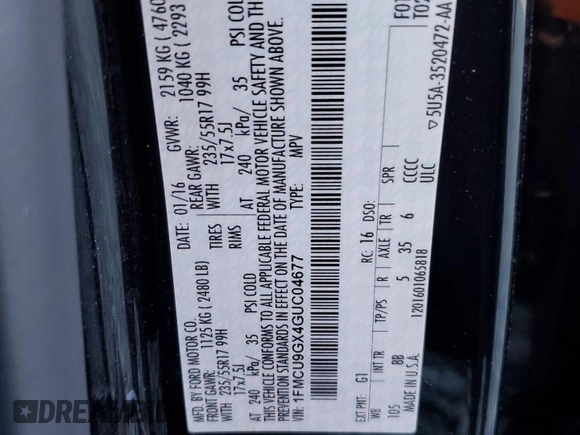 MFD. BY FORD MOTOR CO.
DATE: 01/16 GVWR: 2159 KG ( 4760
FRONT GAWR: 1125 KG ( 2480 LB) REAR GAWR: 1040 KG ( 2293
WITH 235/55R17 99H TIRES WITH 235/55R17 99H
17x7.5J RIMS 17x7.5J
AT 240 kPa/ 35 PSI COLD AT 240 kPa/ 35 PSI COLD
THIS VEHICLE CONFORMS TO ALL APPLICABLE FEDERAL MOTOR VEHICLE SAFETY AND
PREVENTION STANDARDS IN EFFECT ON THE DATE OF MANUFACTURE SHOWN ABOVE.
VIN: 1FMCU9GX4GUC04677
TYPE: MPV
EXT PNT: G1 RC: 16 DSO:
WB INT TR TP/PS R AXLE TR SPR
105 8B 5 35 6 CCCC
MADE IN U.S.A. 1201601065818 ULC
▽5U5A-3520472-AA